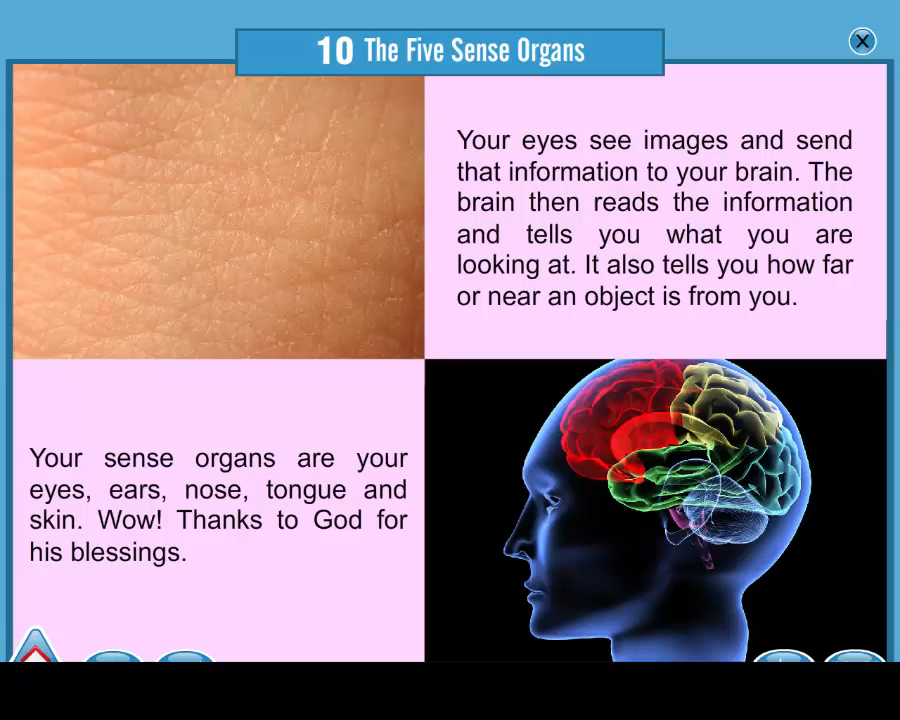 10 The Five Sense Organs
Your eyes see images and send
that information to your brain. The
brain then reads the information
and tells you what you are
looking at. It also tells you how far
or near an object is from you.
Your sense organs are your
eyes, ears, nose, tongue and
skin. Wow! Thanks to God for
his blessings.